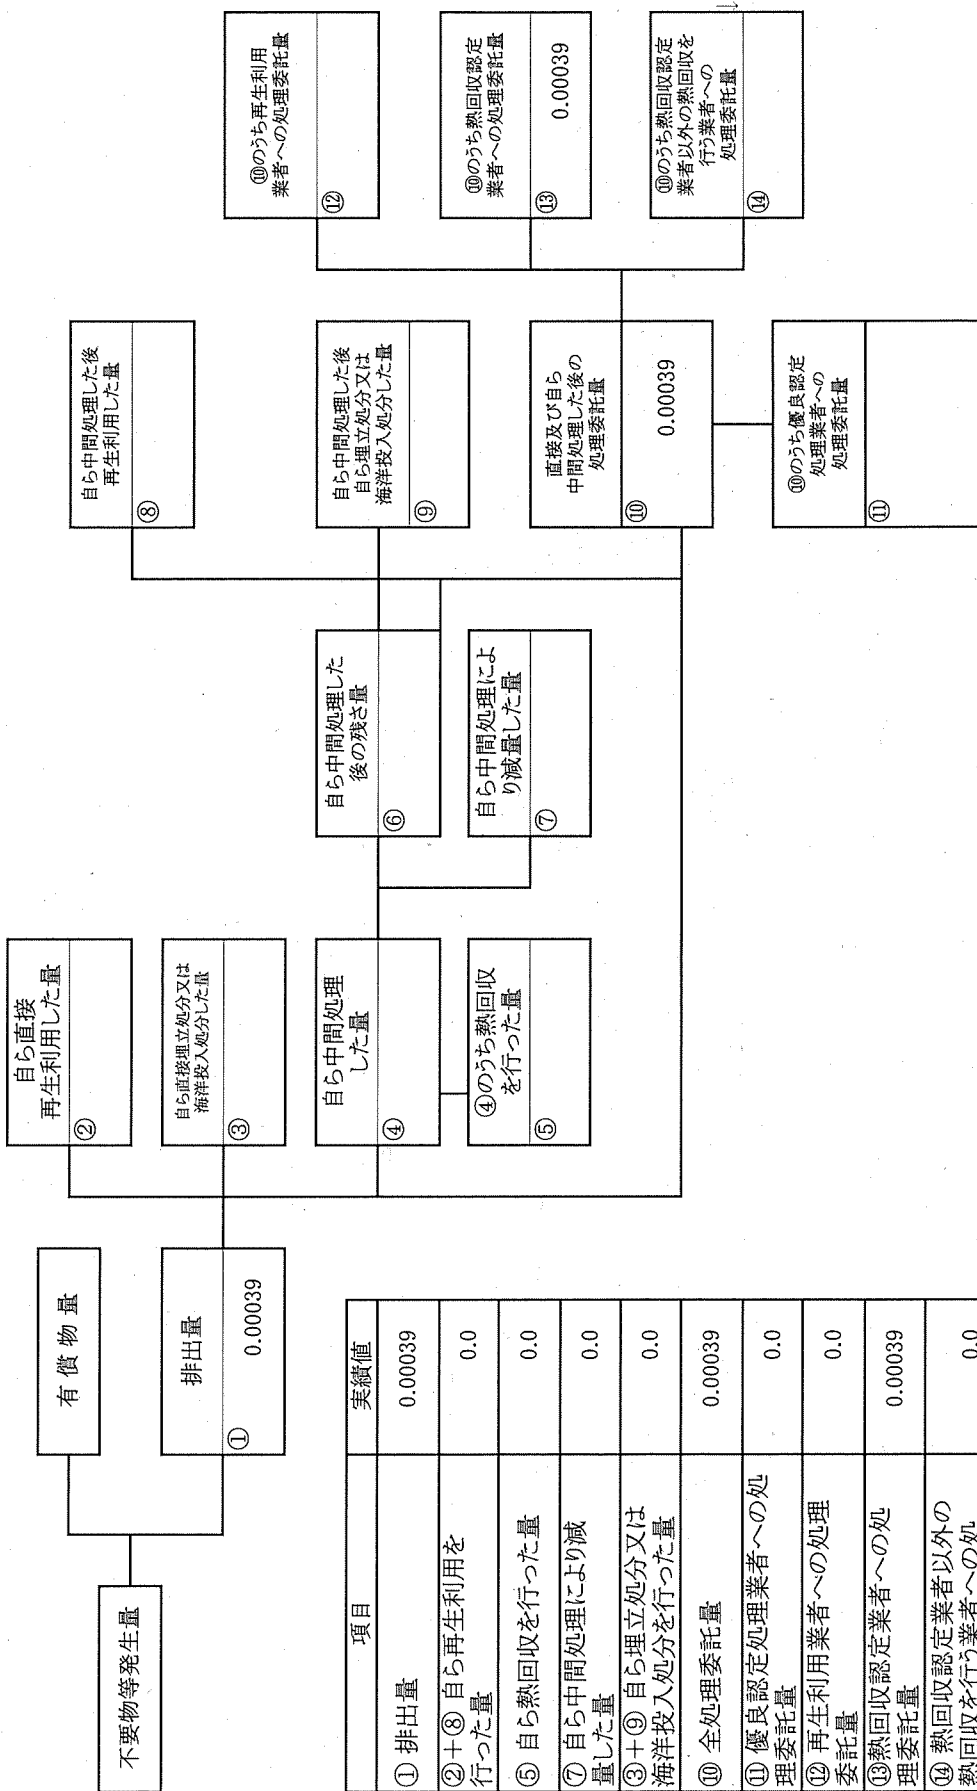 不要物等発生量
有償物量
排出量
①
0.00039
自ら直接
再生利用した量
②
自ら直接埋立処分又は
海洋投入処分した量
③
自ら中間処理
した量
④
④のうち熱回収
を行った量
⑤
自ら中間処理した
後の残さ量
⑥
自ら中間処理によ
り減量した量
⑦
自ら中間処理した後
再生利用した量
⑧
自ら中間処理した後
自ら埋立処分又は
海洋投入処分した量
⑨
直接及び自ら
中間処理した後の
処理委託量
⑩
0.00039
⑩のうち優良認定
処理業者への
処理委託量
⑪
⑩のうち再生利用
業者への処理委託量
⑫
⑩のうち熱回収認定
業者への処理委託量
⑬
0.00039
⑩のうち熱回収認定
業者以外の熱回収を
行う業者への
処理委託量
⑭
項目 実績値
① 排出量 0.00039
②+⑧ 自ら再生利用を
行った量 0.0
⑤ 自ら熱回収を行った量 0.0
⑦ 自ら中間処理により減
量した量 0.0
③+⑨ 自ら埋立処分又は
海洋投入処分を行った量 0.0
⑩ 全処理委託量 0.00039
⑪ 優良認定処理業者への処
理委託量 0.0
⑫ 再生利用業者への処理
委託量 0.0
⑬熱回収認定業者への処
理委託量 0.00039
⑭ 熱回収認定業者以外の
熱回収を行う業者への処 0.0